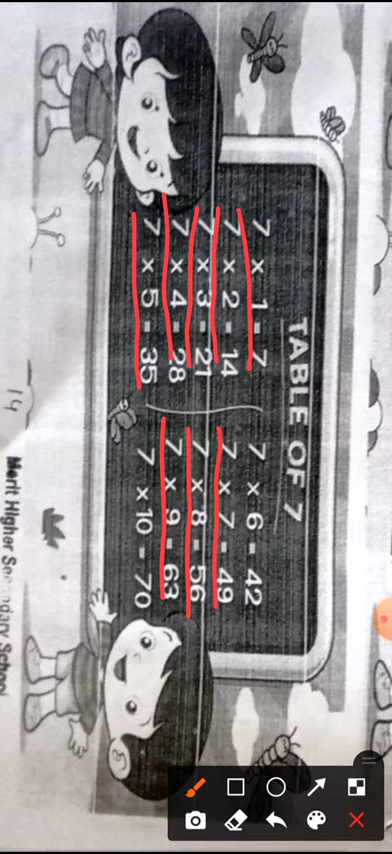 TABLE OF 7
7 × 1 = 7
7 × 2 = 14
7 × 3 = 21
7 × 4 = 28
7 × 5 = 35
7 × 6 = 42
7 × 7 = 49
7 × 8 = 56
7 × 9 = 63
7 × 10 = 70
14
Merit Higher Secondary School